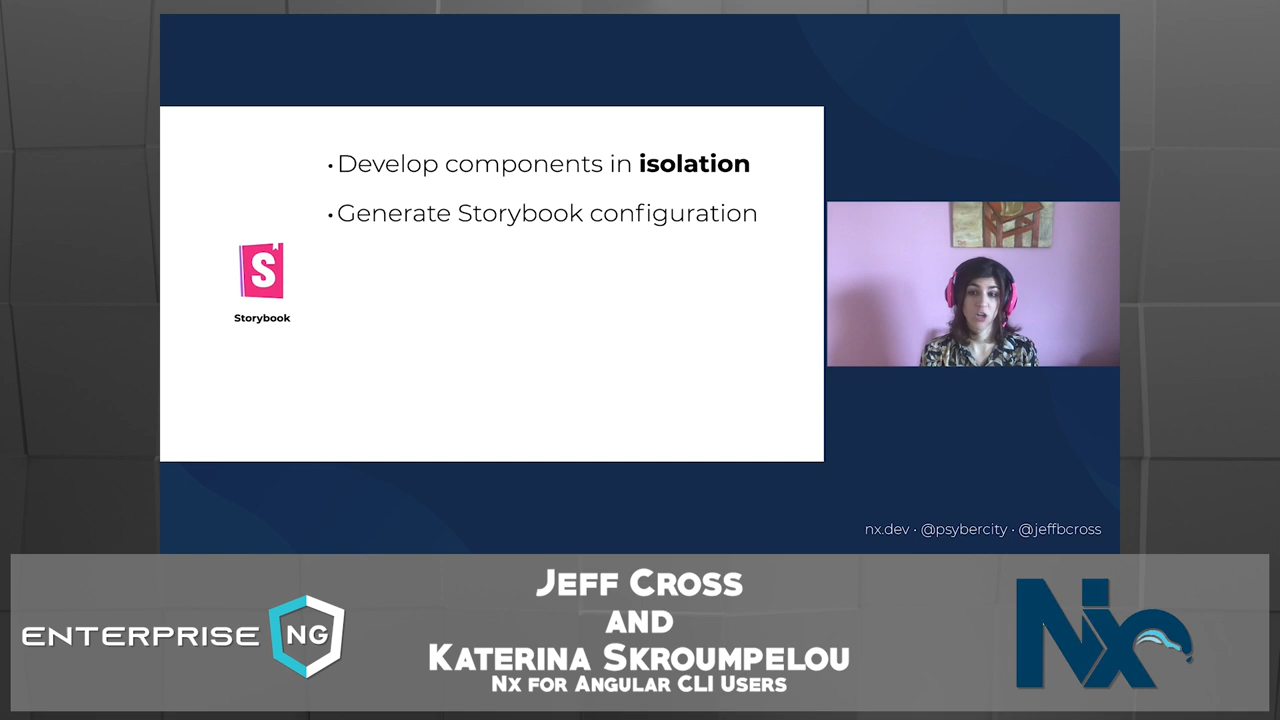 • Develop components in isolation
• Generate Storybook configuration
S
Storybook
nx.dev • @psybercity • @jeffbcross
ENTERPRISE NG
JEFF CROSS
AND
KATERINA SKROUMPELOU
NX FOR ANGULAR CLI USERS
Nx